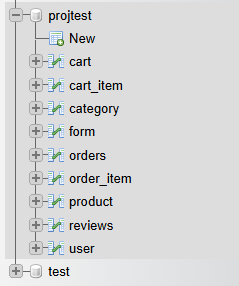 projtest
New
cart
cart_item
category
form
orders
order_item
product
reviews
user
test